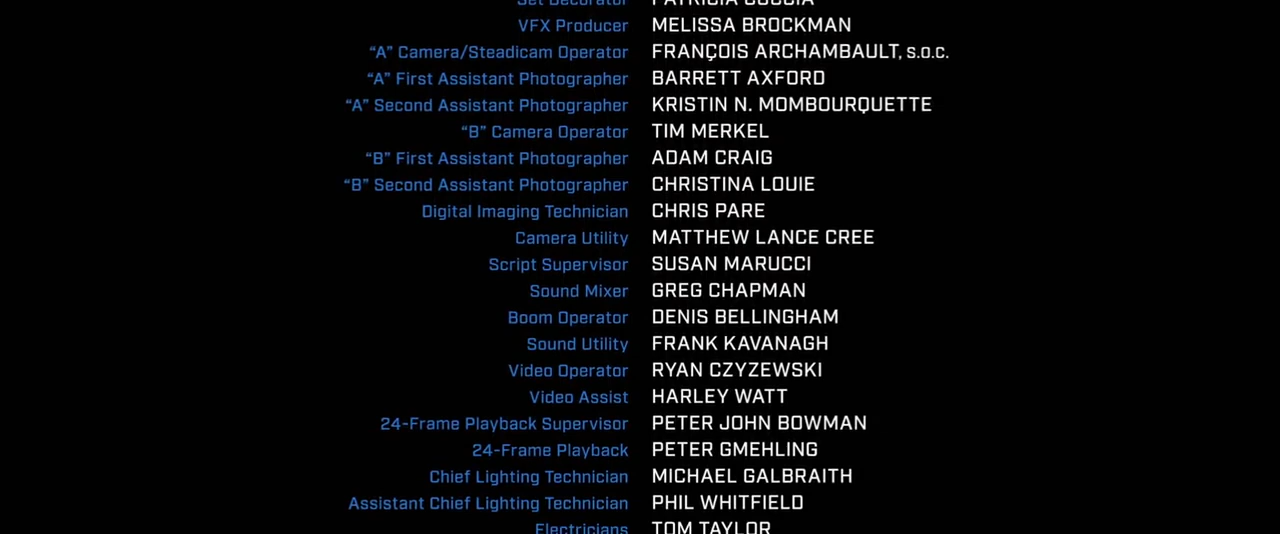 Set Decorator PATRICIA CUCCIA
VFX Producer MELISSA BROCKMAN
“A” Camera/Steadicam Operator FRANÇOIS ARCHAMBAULT, S.O.C.
“A” First Assistant Photographer BARRETT AXFORD
“A” Second Assistant Photographer KRISTIN N. MOMBOURQUETTE
“B” Camera Operator TIM MERKEL
“B” First Assistant Photographer ADAM CRAIG
“B” Second Assistant Photographer CHRISTINA LOUIE
Digital Imaging Technician CHRIS PARE
Camera Utility MATTHEW LANCE CREE
Script Supervisor SUSAN MARUCCI
Sound Mixer GREG CHAPMAN
Boom Operator DENIS BELLINGHAM
Sound Utility FRANK KAVANAGH
Video Operator RYAN CZYZEWSKI
Video Assist HARLEY WATT
24-Frame Playback Supervisor PETER JOHN BOWMAN
24-Frame Playback PETER GMEHLING
Chief Lighting Technician MICHAEL GALBRAITH
Assistant Chief Lighting Technician PHIL WHITFIELD
Electricians TOM TAYLOR